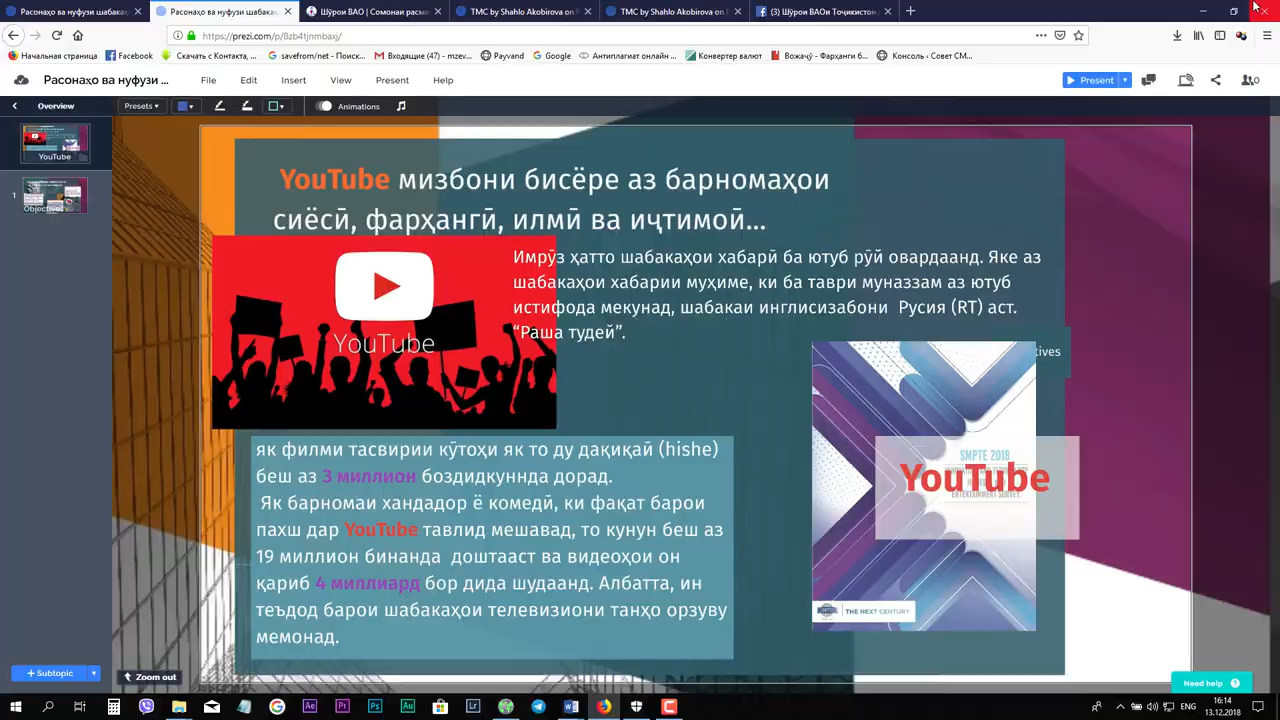 Расонаҳо ва нуфузи шабака
Расонаҳо ва нуфузи шабака
Шӯрои ВАО | Сомонаи расми
TMC by Shahlo Akobirova on
TMC by Shahlo Akobirova on
(3) Шӯрои ВАОи Тоҷикистон
https://prezi.com/p/8zb4tjnmbaxj/
Начальная страница
Facebook
Скачать с Контакта, ...
savefrom/net - Поиск...
Входящие (47) - mzev...
Payvand
Google
Антиплагиат онлайн ...
Конвертер валют
Вожаҷӯ - Фарҳанги б...
Консоль ‹ Совет СМ...
Расонаҳо ва нуфузи ...
File Edit Insert View Present Help
Present
0
Overview
Presets
Animations
YouTube
1
Objectives
YouTube мизбони бисёре аз барномаҳои
сиёсӣ, фарҳангӣ, илмӣ ва иҷтимоӣ...
YouTube
Имрӯз ҳатто шабакаҳои хабарӣ ба ютуб рӯй овардаанд. Яке аз
шабакаҳои хабарии муҳиме, ки ба таври муназзам аз ютуб
истифода мекунад, шабакаи инглисизабони Русия (RT) аст.
“Раша тудей”.
tives
як филми тасвирии кӯтоҳи як то ду дақиқаӣ (hishe)
беш аз 3 миллион боздидкуннда дорад.
Як барномаи хандадор ё комедӣ, ки фақат барои
пахш дар YouTube тавлид мешавад, то кунун беш аз
19 миллион бинанда доштааст ва видеоҳои он
қариб 4 миллиард бор дида шудаанд. Албатта, ин
теъдод барои шабакаҳои телевизиони танҳо орзуву
мемонад.
SMPTE 2018
YouTube
ENTERTAINMENT SURVEY.
THE NEXT CENTURY
+ Subtopic
Zoom out
Need help
16:14
13.12.2018